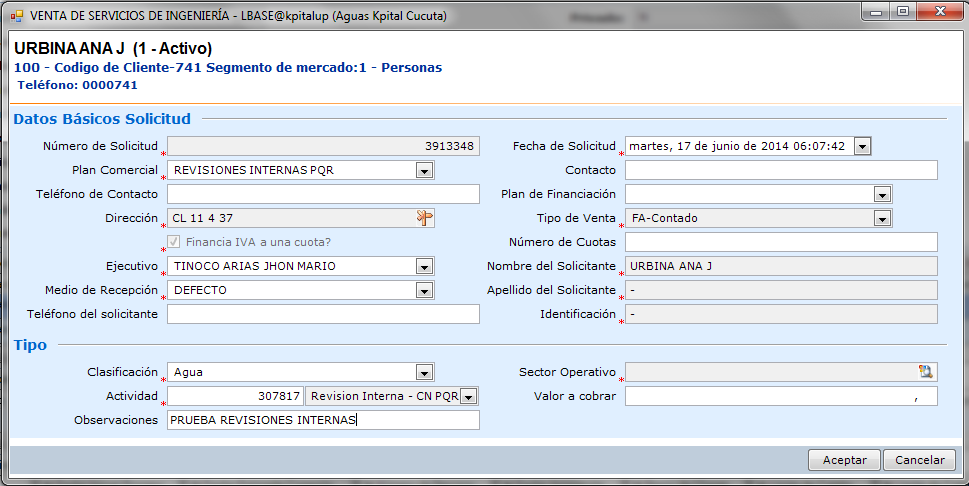 VENTA DE SERVICIOS DE INGENIERÍA - LBASE@kpitalup (Aguas Kpital Cucuta)
URBINA ANA J (1 - Activo)
100 - Codigo de Cliente-741 Segmento de mercado:1 - Personas
Teléfono: 0000741
Datos Básicos Solicitud
Número de Solicitud * 3913348 Fecha de Solicitud * martes, 17 de junio de 2014 06:07:42
Plan Comercial * REVISIONES INTERNAS PQR Contacto
Teléfono de Contacto Plan de Financiación
Dirección * CL 11 4 37 Tipo de Venta * FA-Contado
* Financia IVA a una cuota? Número de Cuotas
Ejecutivo * TINOCO ARIAS JHON MARIO Nombre del Solicitante * URBINA ANA J
Medio de Recepción * DEFECTO Apellido del Solicitante * -
Teléfono del solicitante Identificación * -
Tipo
Clasificación * Agua Sector Operativo *
Actividad * 307817 Revision Interna - CN PQR Valor a cobrar * ,
Observaciones PRUEBA REVISIONES INTERNAS
Aceptar Cancelar